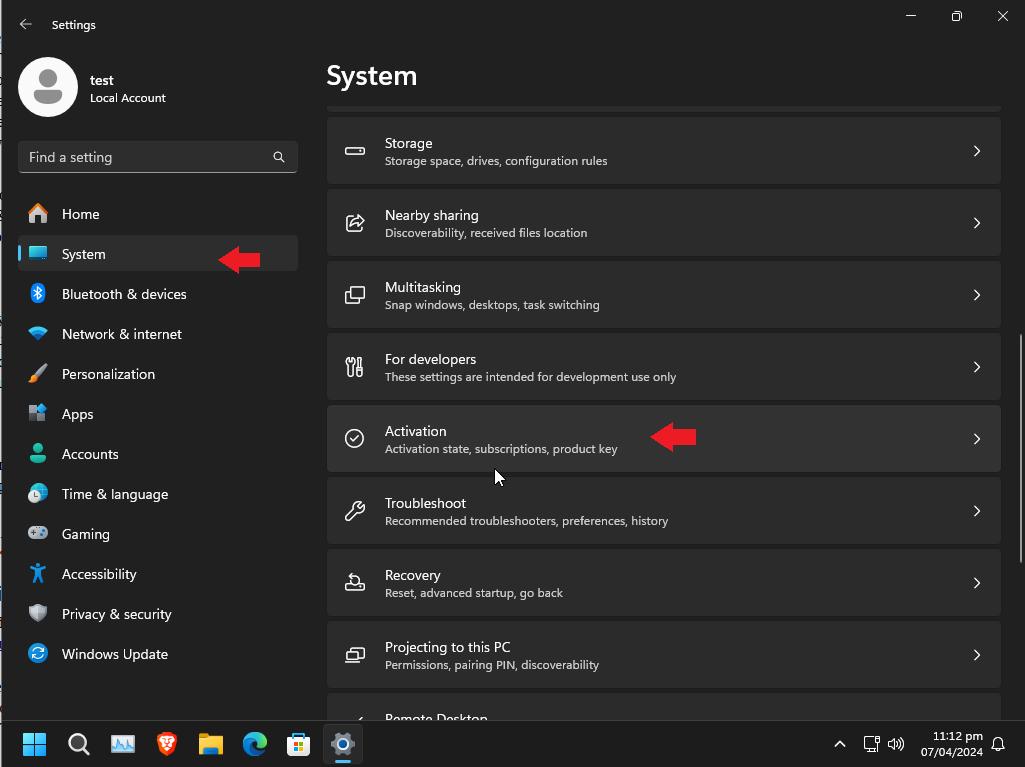 Settings
test
Local Account
Find a setting
Home
System
Bluetooth & devices
Network & internet
Personalization
Apps
Accounts
Time & language
Gaming
Accessibility
Privacy & security
Windows Update
System
Storage
Storage space, drives, configuration rules
Nearby sharing
Discoverability, received files location
Multitasking
Snap windows, desktops, task switching
For developers
These settings are intended for development use only
Activation
Activation state, subscriptions, product key
Troubleshoot
Recommended troubleshooters, preferences, history
Recovery
Reset, advanced startup, go back
Projecting to this PC
Permissions, pairing PIN, discoverability
Remote Desktop
11:12 pm
07/04/2024